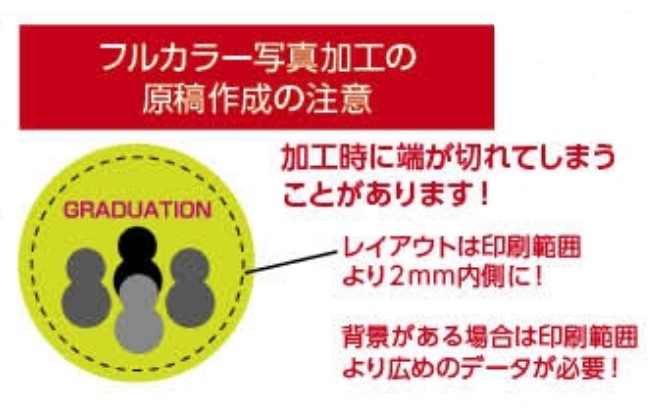 フルカラー写真加工の
原稿作成の注意
加工時に端が切れてしまう
ことがあります!
GRADUATION
レイアウトは印刷範囲
より2mm内側に!
背景がある場合は印刷範囲
より広めのデータが必要!